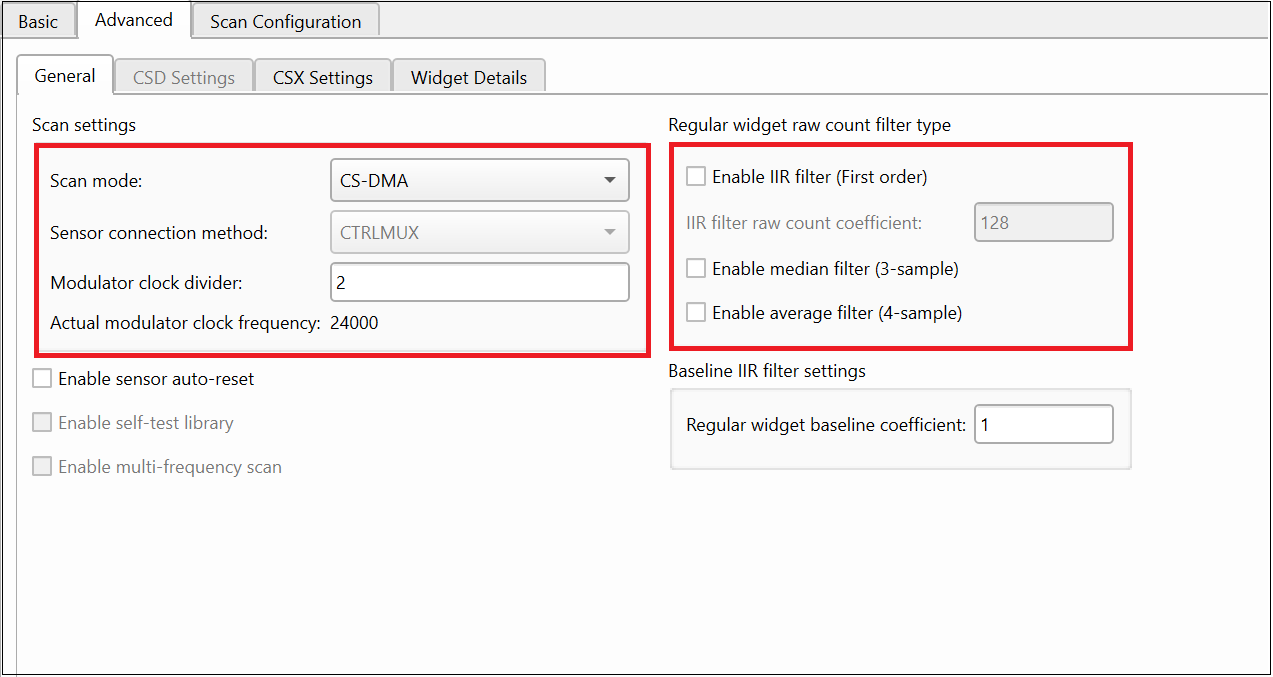 Basic Advanced Scan Configuration
General CSD Settings CSX Settings Widget Details
Scan settings
Scan mode: CS-DMA
Sensor connection method: CTRLMUX
Modulator clock divider: 2
Actual modulator clock frequency: 24000
Enable sensor auto-reset
Enable self-test library
Enable multi-frequency scan
Regular widget raw count filter type
Enable IIR filter (First order)
IIR filter raw count coefficient: 128
Enable median filter (3-sample)
Enable average filter (4-sample)
Baseline IIR filter settings
Regular widget baseline coefficient: 1